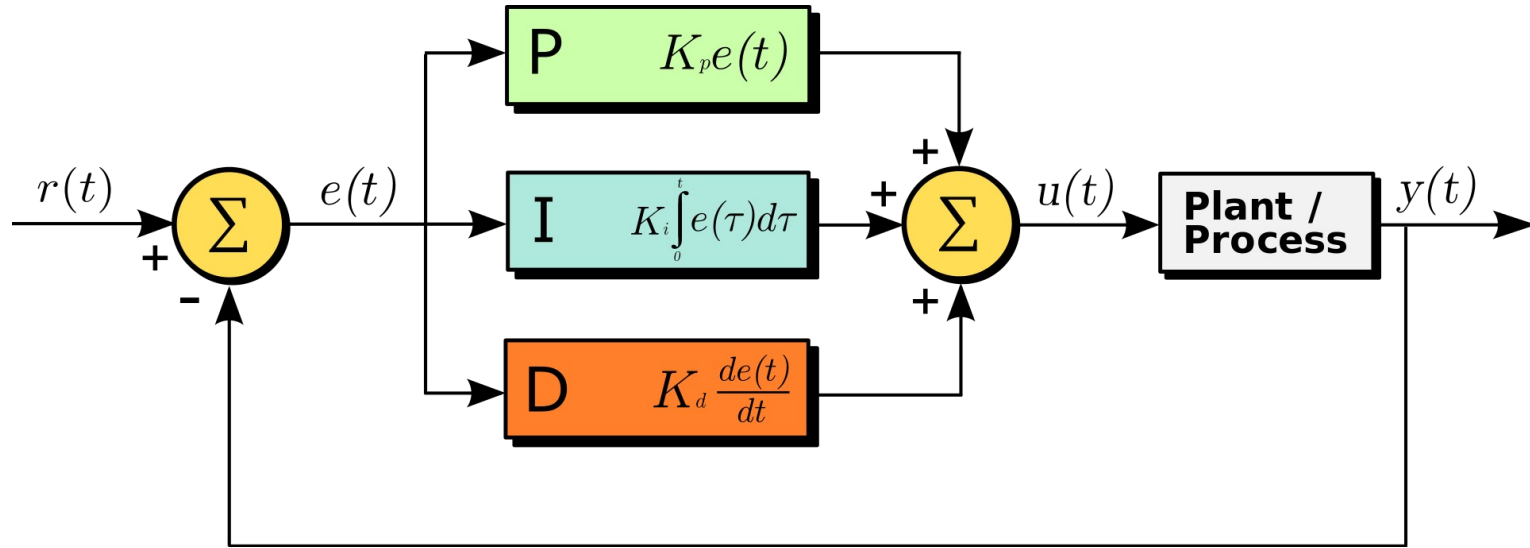 P K_p e(t)
r(t)
+
-
Σ
e(t)
I K_i ∫_0^t e(τ)dτ
+
+
+
Σ
u(t)
Plant /
Process
y(t)
D K_d de(t)/dt